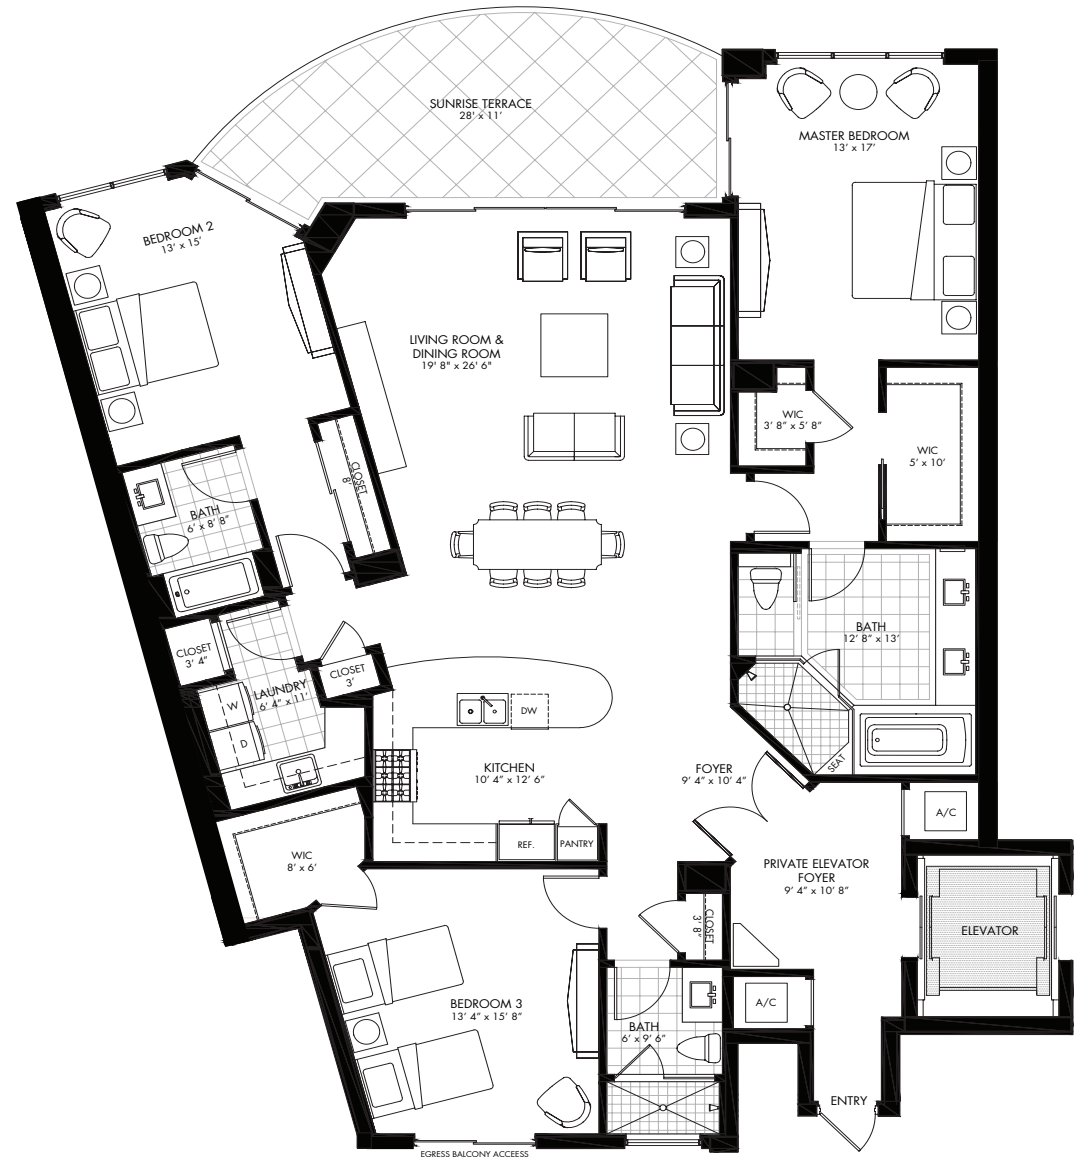 SUNRISE TERRACE
28' x 11'
MASTER BEDROOM
13' x 17'
BEDROOM 2
13' x 15'
LIVING ROOM &
DINING ROOM
19' 8" x 26' 6"
WIC
3' 8" x 5' 8"
WIC
5' x 10'
CLOSET
8'
BATH
6' x 8' 8"
BATH
12' 8" x 13'
CLOSET
3' 4"
CLOSET
3'
LAUNDRY
6' 4" x 11'
W
D
DW
KITCHEN
10' 4" x 12' 6"
FOYER
9' 4" x 10' 4"
SEAT
A/C
REF.
PANTRY
WIC
8' x 6'
PRIVATE ELEVATOR
FOYER
9' 4" x 10' 8"
CLOSET
3' 8"
ELEVATOR
BEDROOM 3
13' 4" x 15' 8"
A/C
BATH
6' x 9' 6"
ENTRY
EGRESS BALCONY ACCEESS